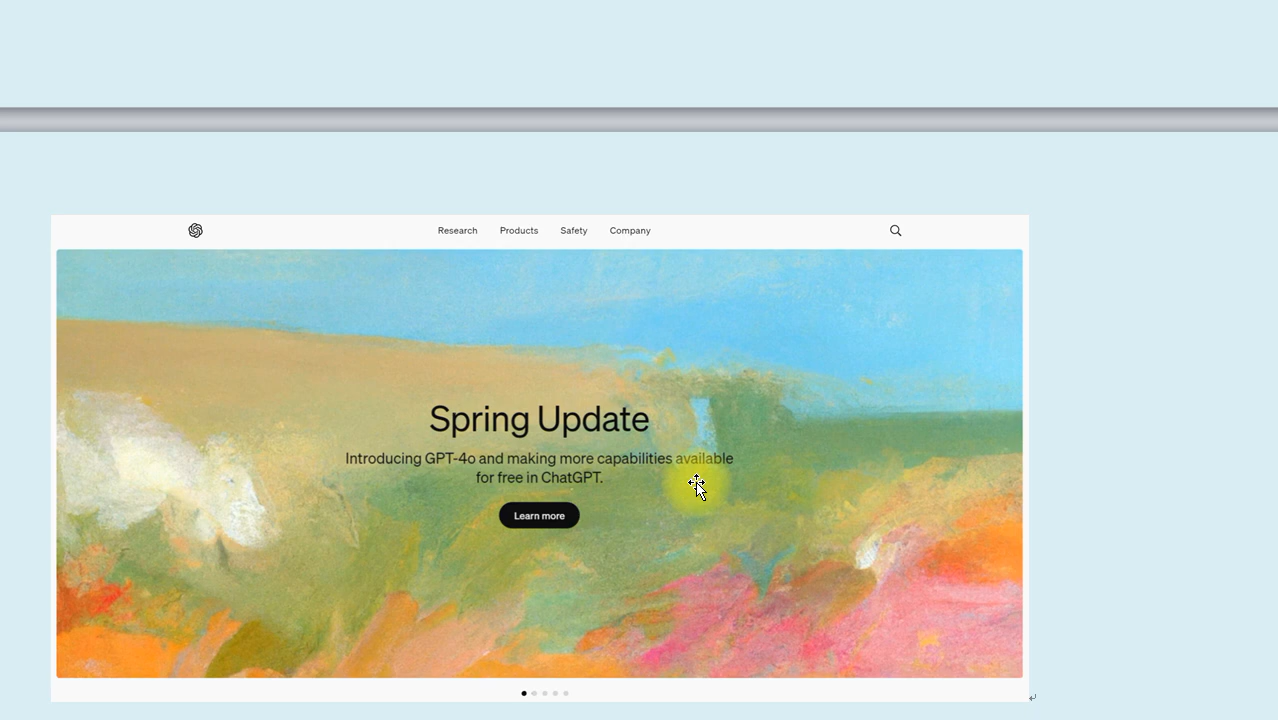 Research Products Safety Company
Spring Update
Introducing GPT-4o and making more capabilities available
for free in ChatGPT.
Learn more